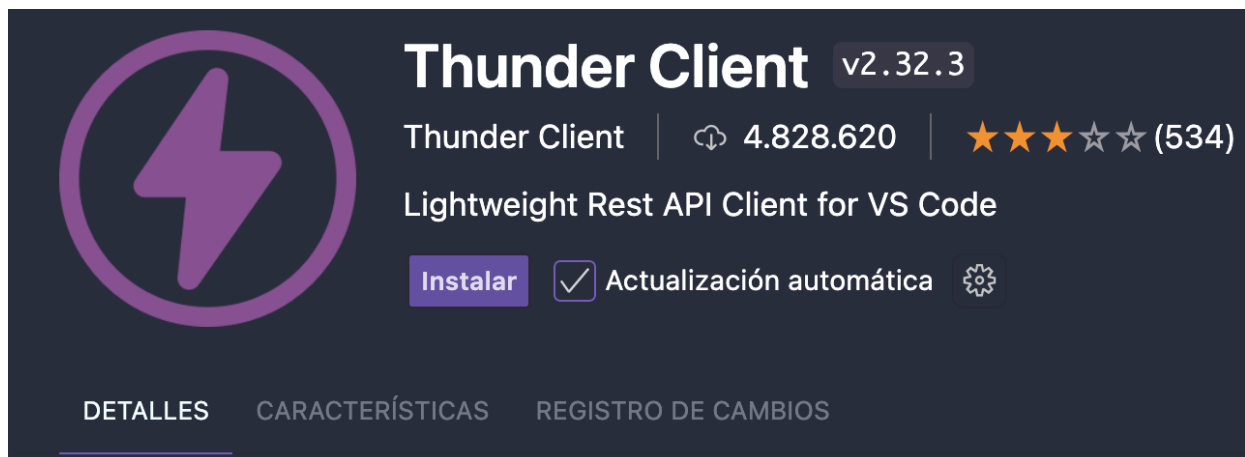 Thunder Client v2.32.3
Thunder Client 4.828.620 (534)
Lightweight Rest API Client for VS Code
Instalar Actualización automática
DETALLES CARACTERÍSTICAS REGISTRO DE CAMBIOS